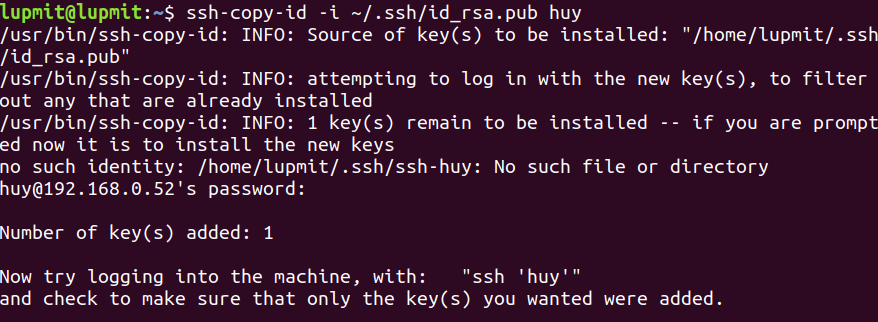 lupmit@lupmit:~$ ssh-copy-id -i ~/.ssh/id_rsa.pub huy
/usr/bin/ssh-copy-id: INFO: Source of key(s) to be installed: "/home/lupmit/.ssh
/id_rsa.pub"
/usr/bin/ssh-copy-id: INFO: attempting to log in with the new key(s), to filter
out any that are already installed
/usr/bin/ssh-copy-id: INFO: 1 key(s) remain to be installed -- if you are prompt
ed now it is to install the new keys
no such identity: /home/lupmit/.ssh/ssh-huy: No such file or directory
huy@192.168.0.52's password:
Number of key(s) added: 1
Now try logging into the machine, with:   "ssh 'huy'"
and check to make sure that only the key(s) you wanted were added.